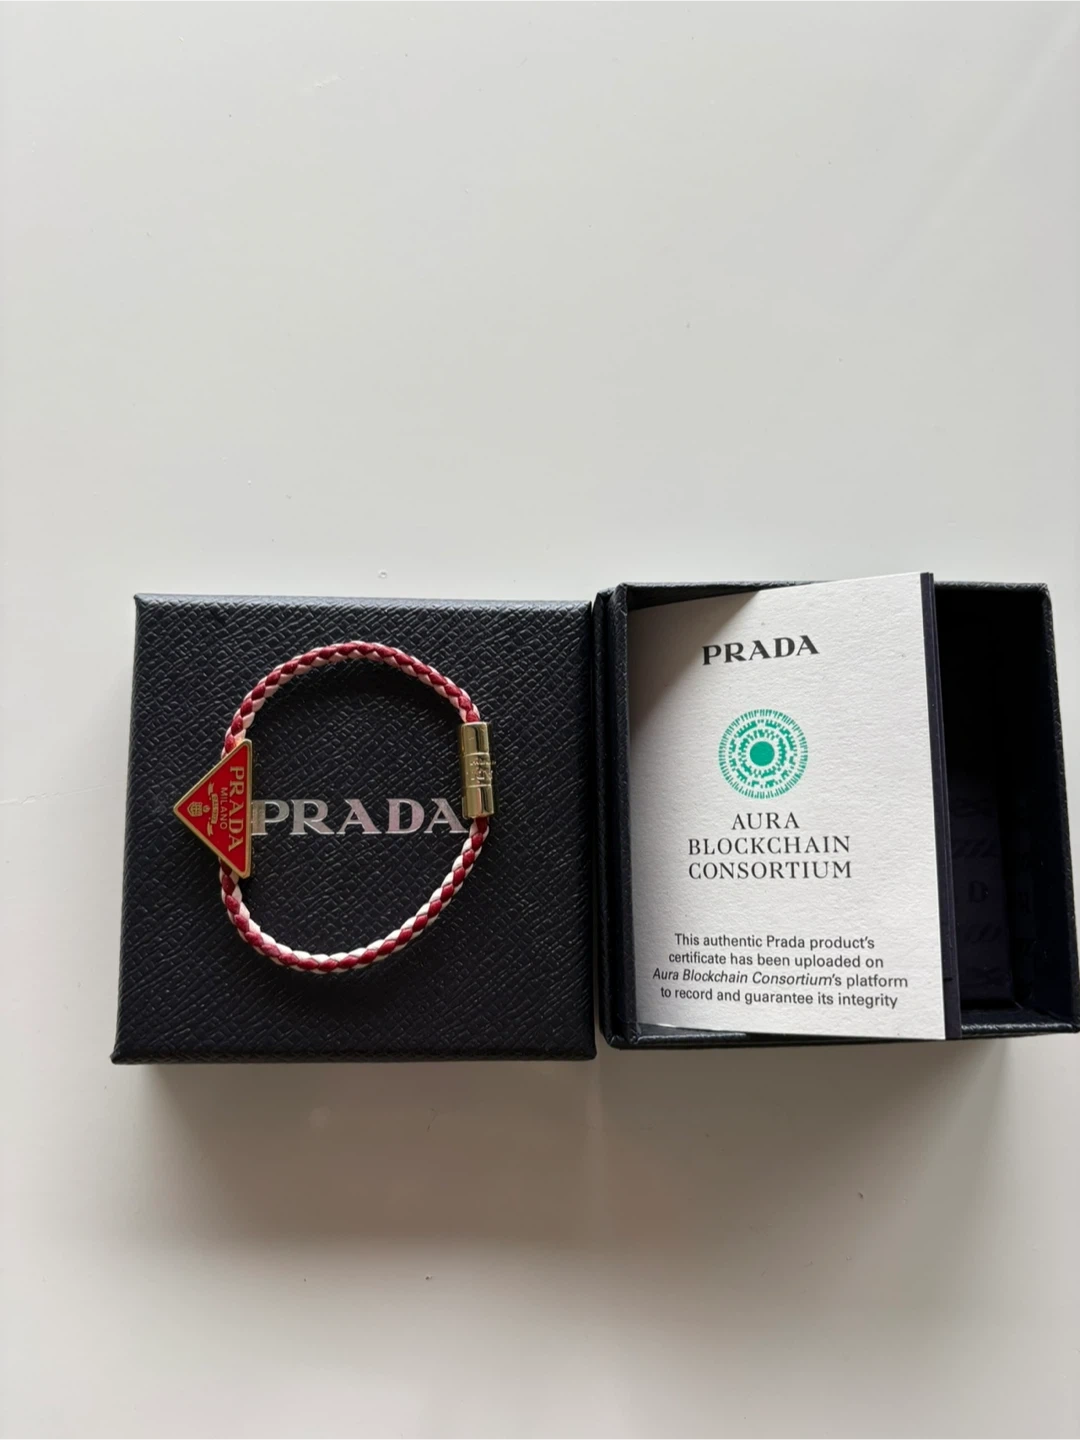 PRADA
MILANO
PRADA
PRADA
AURA
BLOCKCHAIN
CONSORTIUM
This authentic Prada product's
certificate has been uploaded on
Aura Blockchain Consortium's platform
to record and guarantee its integrity